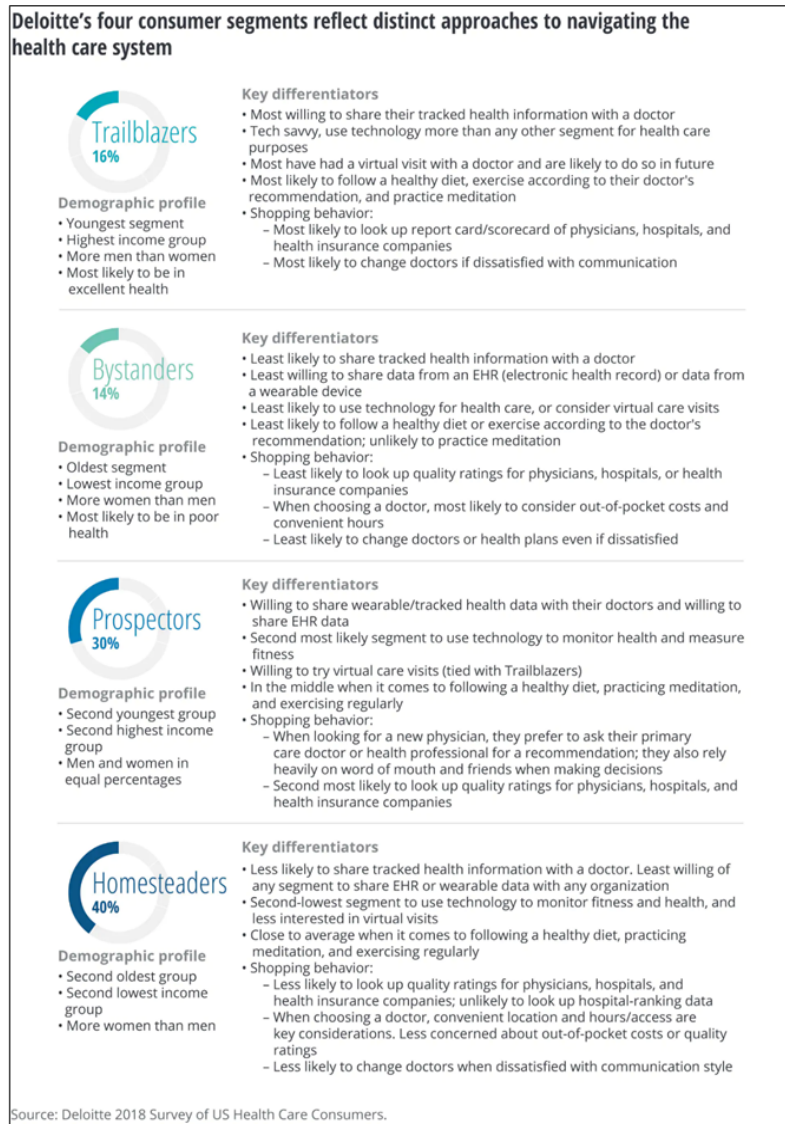 Deloitte's four consumer segments reflect distinct approaches to navigating the
health care system
Trailblazers
16%
Demographic profile
• Youngest segment
• Highest income group
• More men than women
• Most likely to be in
excellent health
Key differentiators
• Most willing to share their tracked health information with a doctor
• Tech savvy, use technology more than any other segment for health care
purposes
• Most have had a virtual visit with a doctor and are likely to do so in future
• Most likely to follow a healthy diet, exercise according to their doctor's
recommendation, and practice meditation
• Shopping behavior:
– Most likely to look up report card/scorecard of physicians, hospitals, and
health insurance companies
– Most likely to change doctors if dissatisfied with communication
Bystanders
14%
Demographic profile
• Oldest segment
• Lowest income group
• More women than men
• Most likely to be in poor
health
Key differentiators
• Least likely to share tracked health information with a doctor
• Least willing to share data from an EHR (electronic health record) or data from
a wearable device
• Least likely to use technology for health care, or consider virtual care visits
• Least likely to follow a healthy diet or exercise according to the doctor's
recommendation; unlikely to practice meditation
• Shopping behavior:
– Least likely to look up quality ratings for physicians, hospitals, or health
insurance companies
– When choosing a doctor, most likely to consider out-of-pocket costs and
convenient hours
– Least likely to change doctors or health plans even if dissatisfied
Prospectors
30%
Demographic profile
• Second youngest group
• Second highest income
group
• Men and women in
equal percentages
Key differentiators
• Willing to share wearable/tracked health data with their doctors and willing to
share EHR data
• Second most likely segment to use technology to monitor health and measure
fitness
• Willing to try virtual care visits (tied with Trailblazers)
• In the middle when it comes to following a healthy diet, practicing meditation,
and exercising regularly
• Shopping behavior:
– When looking for a new physician, they prefer to ask their primary
care doctor or health professional for a recommendation; they also rely
heavily on word of mouth and friends when making decisions
– Second most likely to look up quality ratings for physicians, hospitals, and
health insurance companies
Homesteaders
40%
Demographic profile
• Second oldest group
• Second lowest income
group
• More women than men
Key differentiators
• Less likely to share tracked health information with a doctor. Least willing of
any segment to share EHR or wearable data with any organization
• Second-lowest segment to use technology to monitor fitness and health, and
less interested in virtual visits
• Close to average when it comes to following a healthy diet, practicing
meditation, and exercising regularly
• Shopping behavior:
– Less likely to look up quality ratings for physicians, hospitals, and
health insurance companies; unlikely to look up hospital-ranking data
– When choosing a doctor, convenient location and hours/access are
key considerations. Less concerned about out-of-pocket costs or quality
ratings
– Less likely to change doctors when dissatisfied with communication style
Source: Deloitte 2018 Survey of US Health Care Consumers.